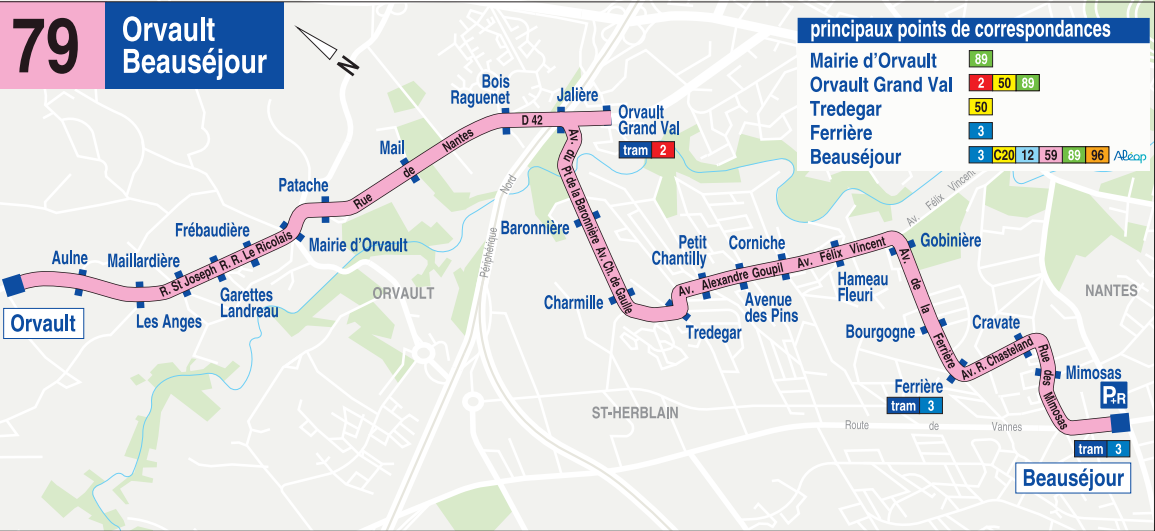 79
Orvault
Beauséjour
N
principaux points de correspondances
Mairie d'Orvault 89
Orvault Grand Val 2 50 89
Tredegar 50
Ferrière 3
Beauséjour 3 C20 12 59 89 96 Aléop
Orvault
Aulne
Maillardière
Les Anges
R. St Joseph
R. R. Le Ricolais
Frébaudière
Garettes
Landreau
Mairie d'Orvault
Patache
Rue
de
Nantes
Mail
Bois
Raguenet
D 42
Jalière
Orvault
Grand Val
tram 2
Av. du Pt de la Baronnière
Baronnière
Av. Ch. de Gaulle
Charmille
Tredegar
Petit
Chantilly
Av. Alexandre Goupil
Corniche
Avenue
des Pins
Av. Félix Vincent
Hameau
Fleuri
Gobinière
Av. de la Ferrière
Bourgogne
Ferrière
tram 3
Av. R. Chasteland
Cravate
Rue des Mimosas
Mimosas
P+R
tram 3
Beauséjour
ORVAULT
Périphérique Nord
ST-HERBLAIN
NANTES
Av. Félix Vincent
Route de Vannes